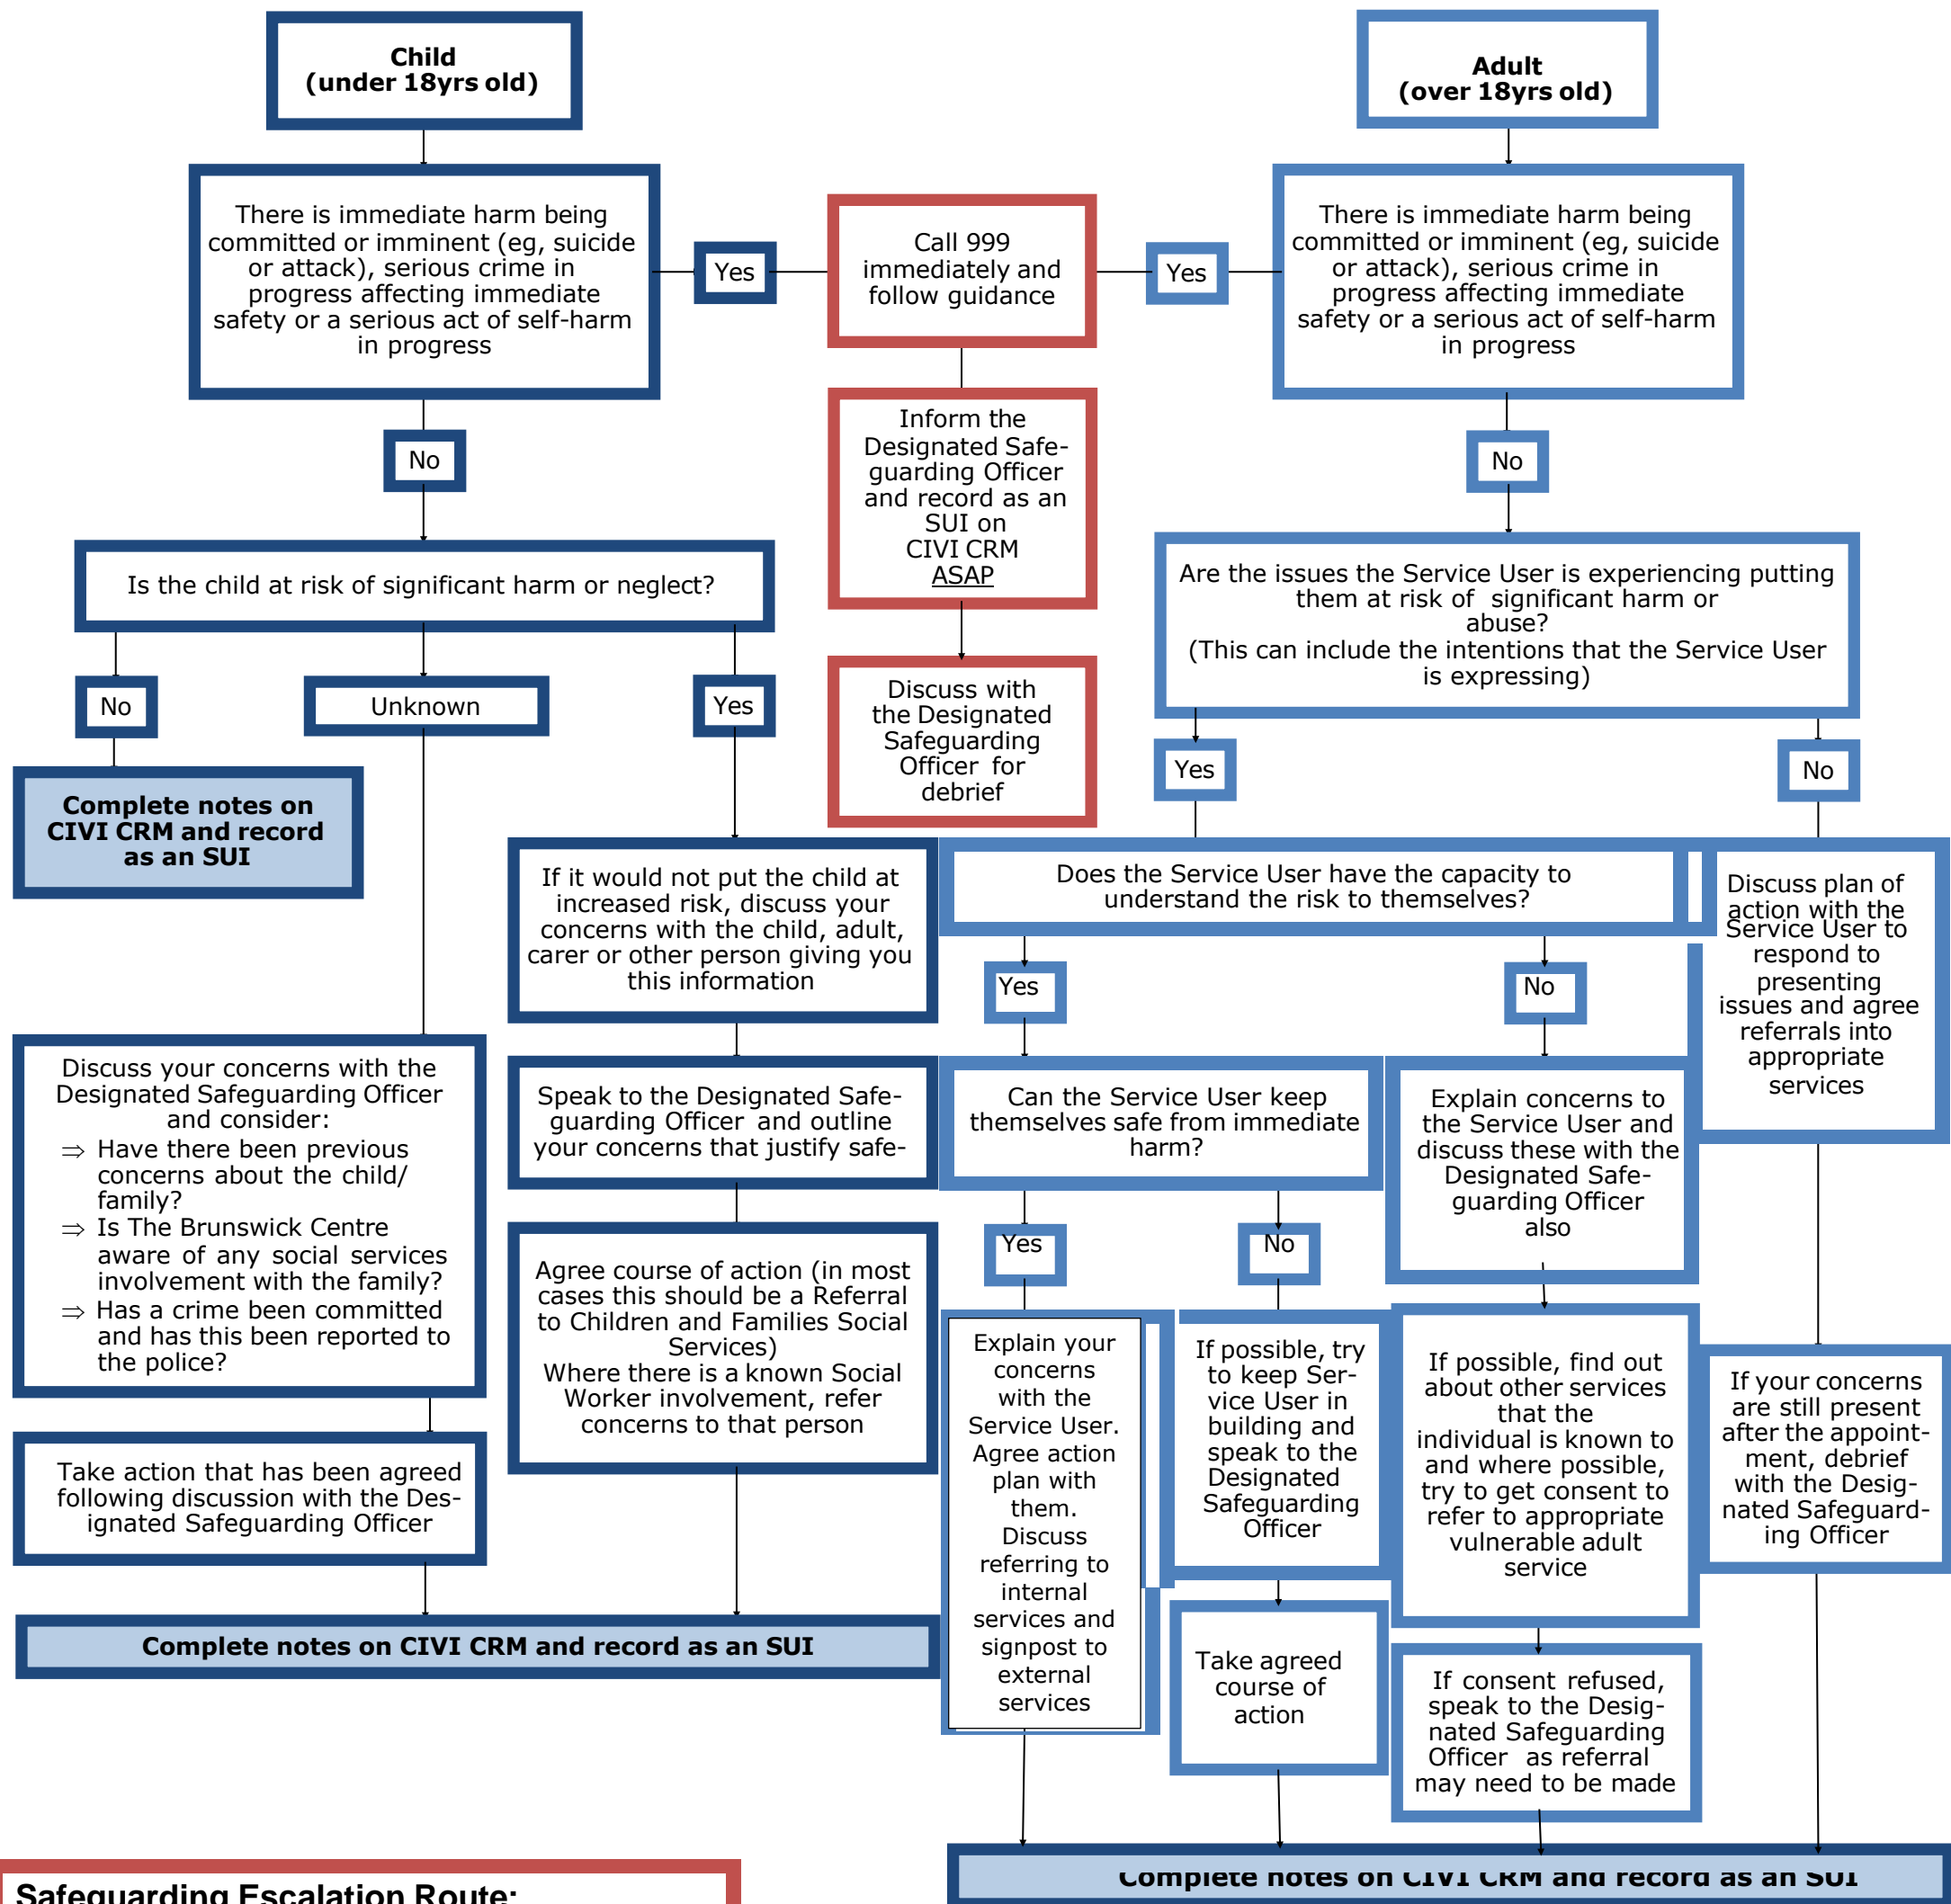 Child
(under 18yrs old)
Adult
(over 18yrs old)
There is immediate harm being
committed or imminent (eg, suicide
or attack), serious crime in
progress affecting immediate
safety or a serious act of self-harm
in progress
Yes
Call 999
immediately and
follow guidance
Yes
There is immediate harm being
committed or imminent (eg, suicide
or attack), serious crime in
progress affecting immediate
safety or a serious act of self-harm
in progress
No
Inform the
Designated Safe-
guarding Officer
and record as an
SUI on
CIVI CRM
ASAP
No
Is the child at risk of significant harm or neglect?
Are the issues the Service User is experiencing putting
them at risk of significant harm or
abuse?
(This can include the intentions that the Service User
is expressing)
No
Unknown
Yes
Discuss with
the Designated
Safeguarding
Officer for
debrief
Yes
No
Complete notes on
CIVI CRM and record
as an SUI
If it would not put the child at
increased risk, discuss your
concerns with the child, adult,
carer or other person giving you
this information
Does the Service User have the capacity to
understand the risk to themselves?
Discuss plan of
action with the
Service User to
respond to
presenting
issues and agree
referrals into
appropriate
services
Yes
No
Discuss your concerns with the
Designated Safeguarding Officer
and consider:
⇒ Have there been previous
concerns about the child/
family?
⇒ Is The Brunswick Centre
aware of any social services
involvement with the family?
⇒ Has a crime been committed
and has this been reported to
the police?
Speak to the Designated Safe-
guarding Officer and outline
your concerns that justify safe-
Can the Service User keep
themselves safe from immediate
harm?
Explain concerns to
the Service User and
discuss these with the
Designated Safe-
guarding Officer
also
Yes
No
Agree course of action (in most
cases this should be a Referral
to Children and Families Social
Services)
Where there is a known Social
Worker involvement, refer
concerns to that person
Explain your
concerns
with the
Service User.
Agree action
plan with
them.
Discuss
referring to
internal
services and
signpost to
external
services
If possible, try
to keep Ser-
vice User in
building and
speak to the
Designated
Safeguarding
Officer
If possible, find out
about other services
that the
individual is known to
and where possible,
try to get consent to
refer to appropriate
vulnerable adult
service
If your concerns
are still present
after the appoint-
ment, debrief
with the Desig-
nated Safeguard-
ing Officer
Take action that has been agreed
following discussion with the Des-
ignated Safeguarding Officer
Complete notes on CIVI CRM and record as an SUI
Take agreed
course of
action
If consent refused,
speak to the Desig-
nated Safeguarding
Officer as referral
may need to be made
Complete notes on CIVI CRM and record as an SUI
Safeguarding Escalation Route: